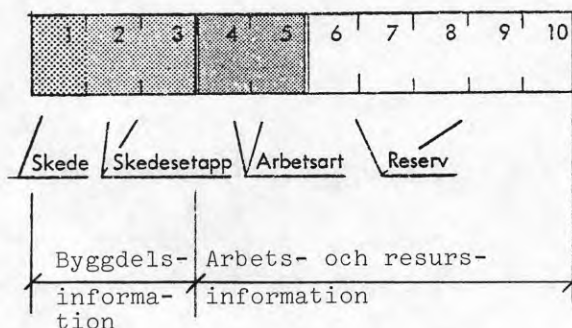 1 2 3 4 5 6 7 8 9 10
Skede Skedesetapp Arbetsart Reserv
Byggdels- Arbets- och resurs-
informa- information
tion